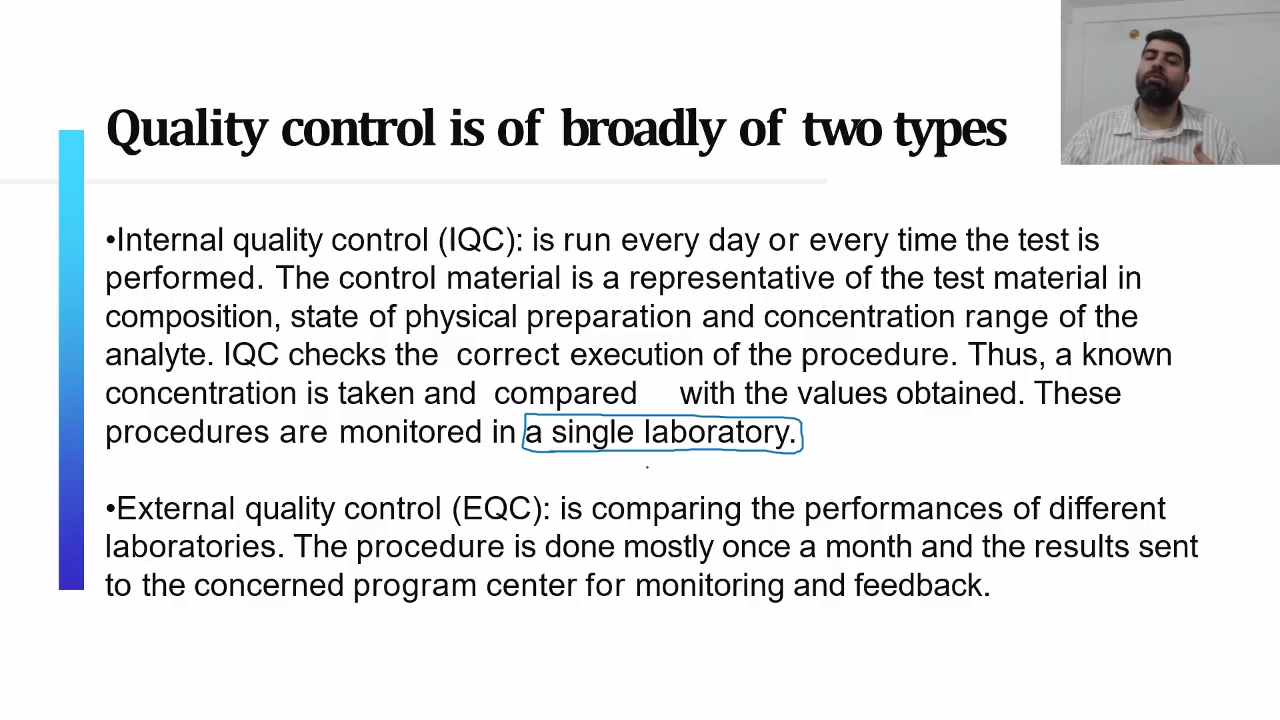 Quality control is of broadly of two types
•Internal quality control (IQC): is run every day or every time the test is
performed. The control material is a representative of the test material in
composition, state of physical preparation and concentration range of the
analyte. IQC checks the correct execution of the procedure. Thus, a known
concentration is taken and compared with the values obtained. These
procedures are monitored in a single laboratory.
•External quality control (EQC): is comparing the performances of different
laboratories. The procedure is done mostly once a month and the results sent
to the concerned program center for monitoring and feedback.